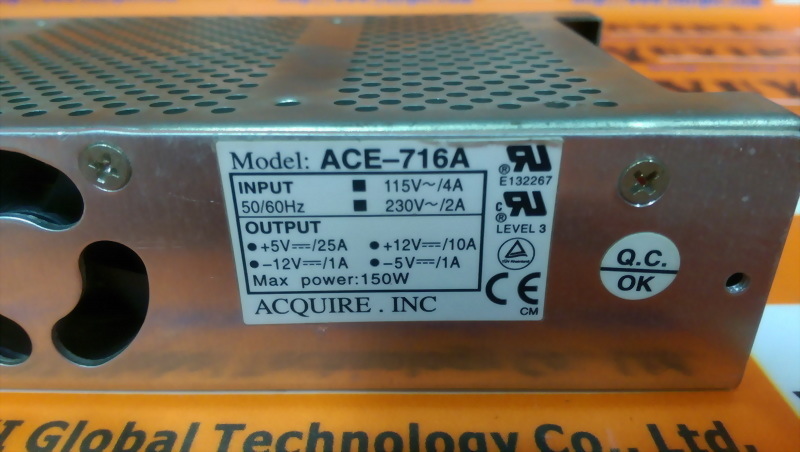 Model: ACE-716A
INPUT ■ 115V~/4A
50/60Hz ■ 230V~/2A
OUTPUT
●+5V⎓/25A ●+12V⎓/10A
●-12V⎓/1A ●-5V⎓/1A
Max power:150W
ACQUIRE . INC
®
E132267
c
®
LEVEL 3
CE
CM
Q.C.
OK
Global Technology Co., Ltd.